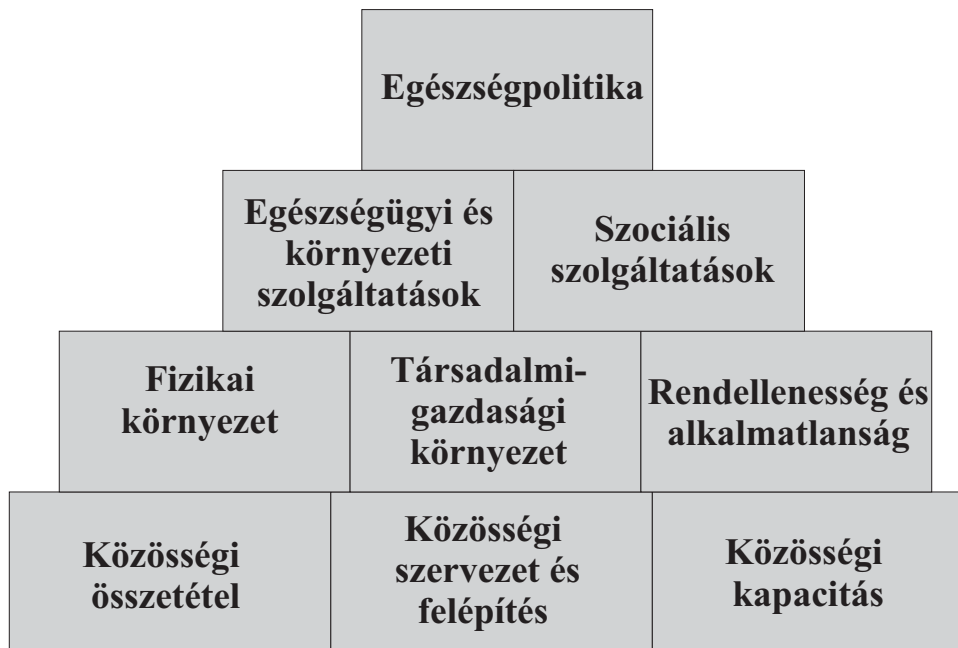 Egészségpolitika
Egészségügyi és
környezeti
szolgáltatások
Szociális
szolgáltatások
Fizikai
környezet
Társadalmi-
gazdasági
környezet
Rendellenesség és
alkalmatlanság
Közösségi
összetétel
Közösségi
szervezet és
felépítés
Közösségi
kapacitás